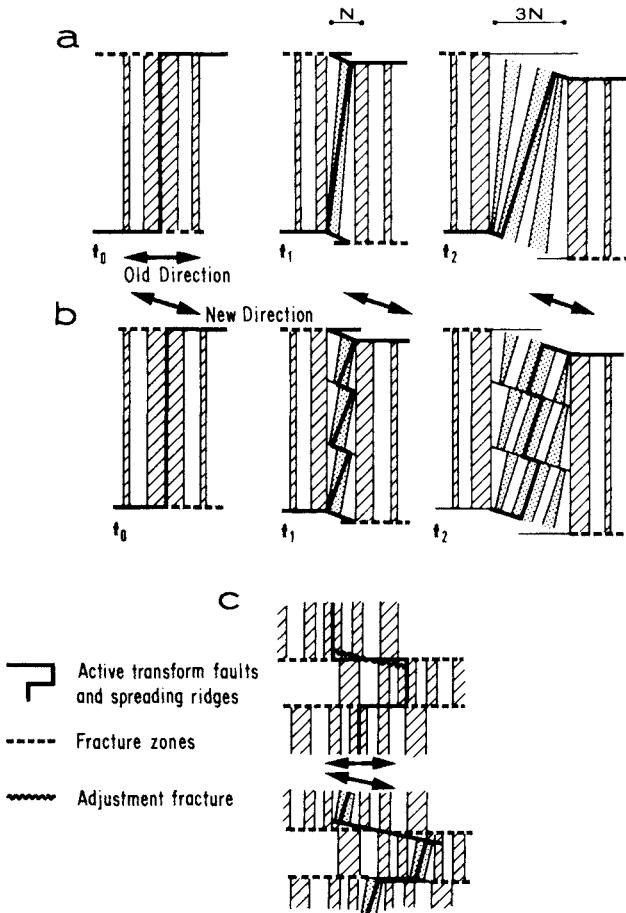 a
N
3N
t₀
t₁
t₂
Old Direction
b
New Direction
t₀
t₁
t₂
c
Active transform faults
and spreading ridges
Fracture zones
Adjustment fracture